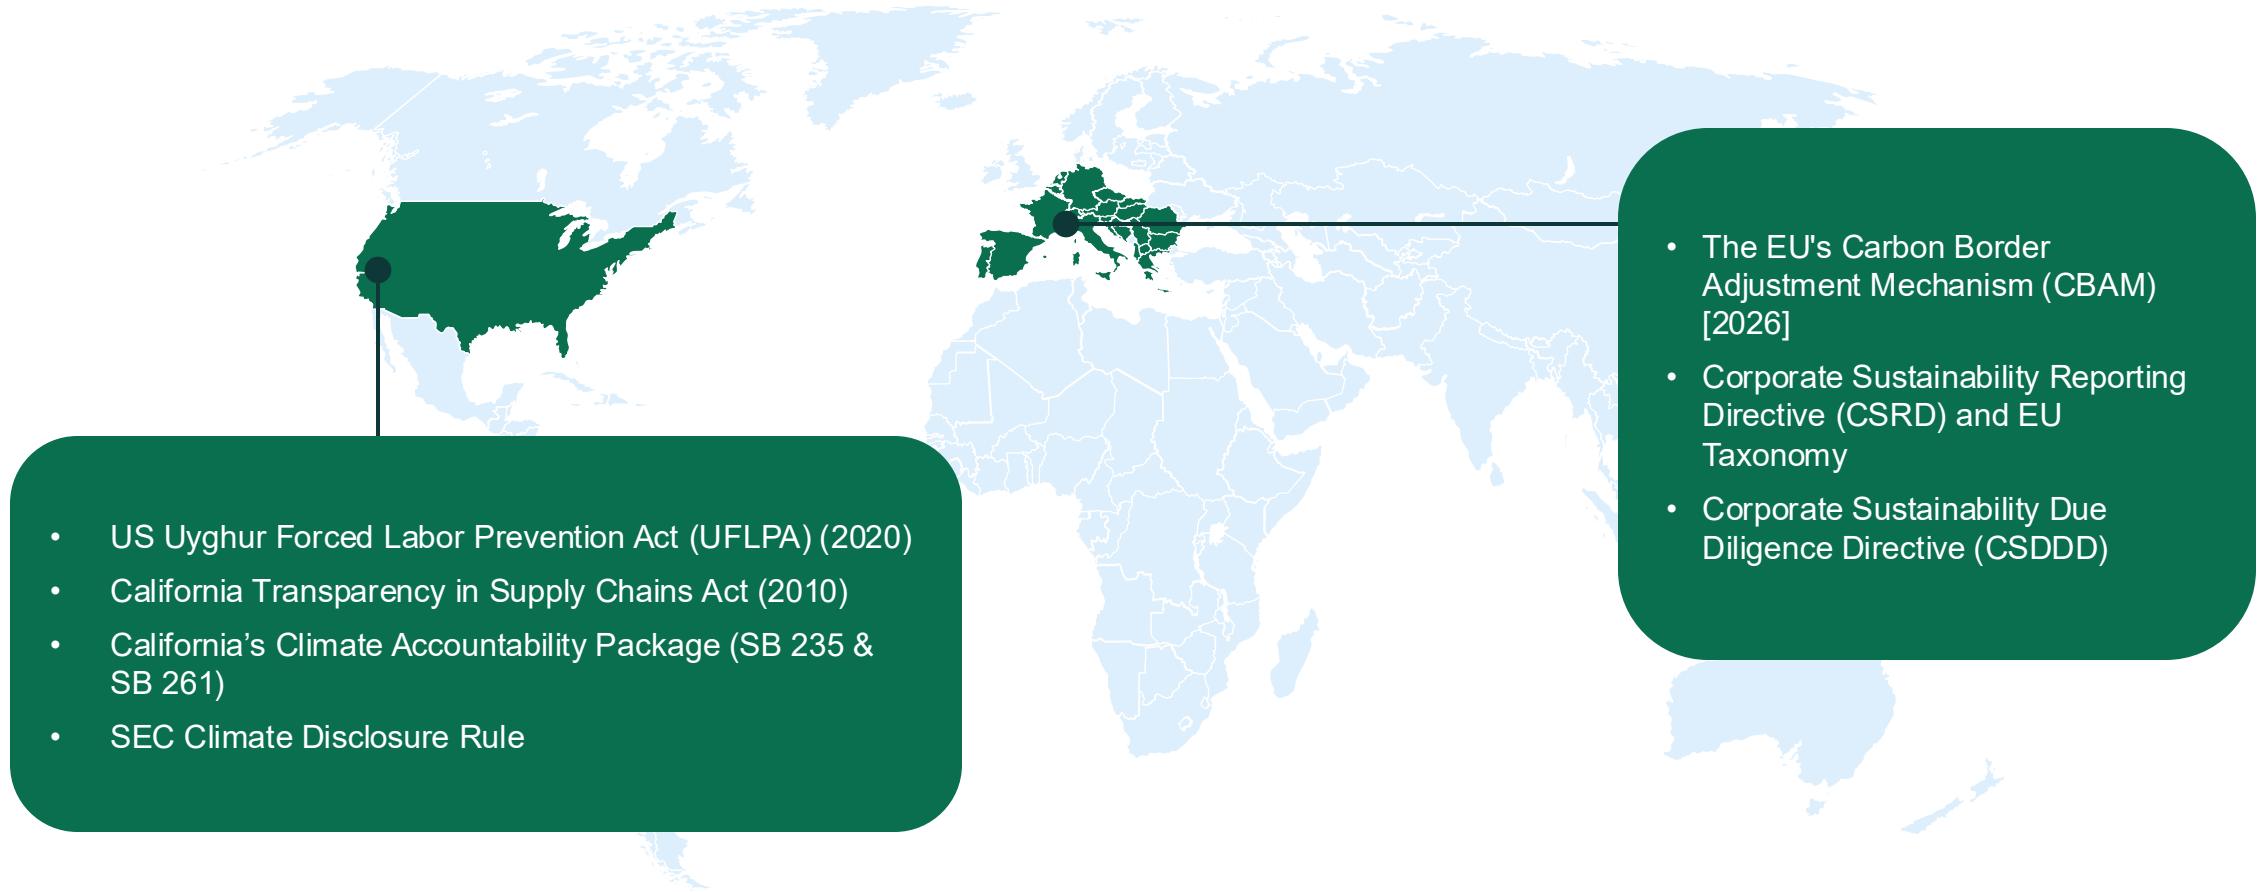 • The EU's Carbon Border
Adjustment Mechanism (CBAM)
[2026]
• Corporate Sustainability Reporting
Directive (CSRD) and EU
Taxonomy
• Corporate Sustainability Due
Diligence Directive (CSDDD)
• US Uyghur Forced Labor Prevention Act (UFLPA) (2020)
• California Transparency in Supply Chains Act (2010)
• California’s Climate Accountability Package (SB 235 &
SB 261)
• SEC Climate Disclosure Rule